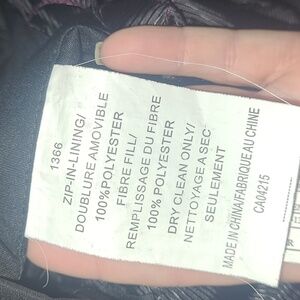 1366
ZIP-IN-LINING/
DOUBLURE AMOVIBLE
100%POLYESTER
FIBRE FILL/
REMPLISSAGE DU FIBRE
100% POLYESTER
DRY CLEAN ONLY/
NETTOYAGE A SEC
SEULEMENT
MADE IN CHINA/FABRIQUE AU CHINE
CA04215